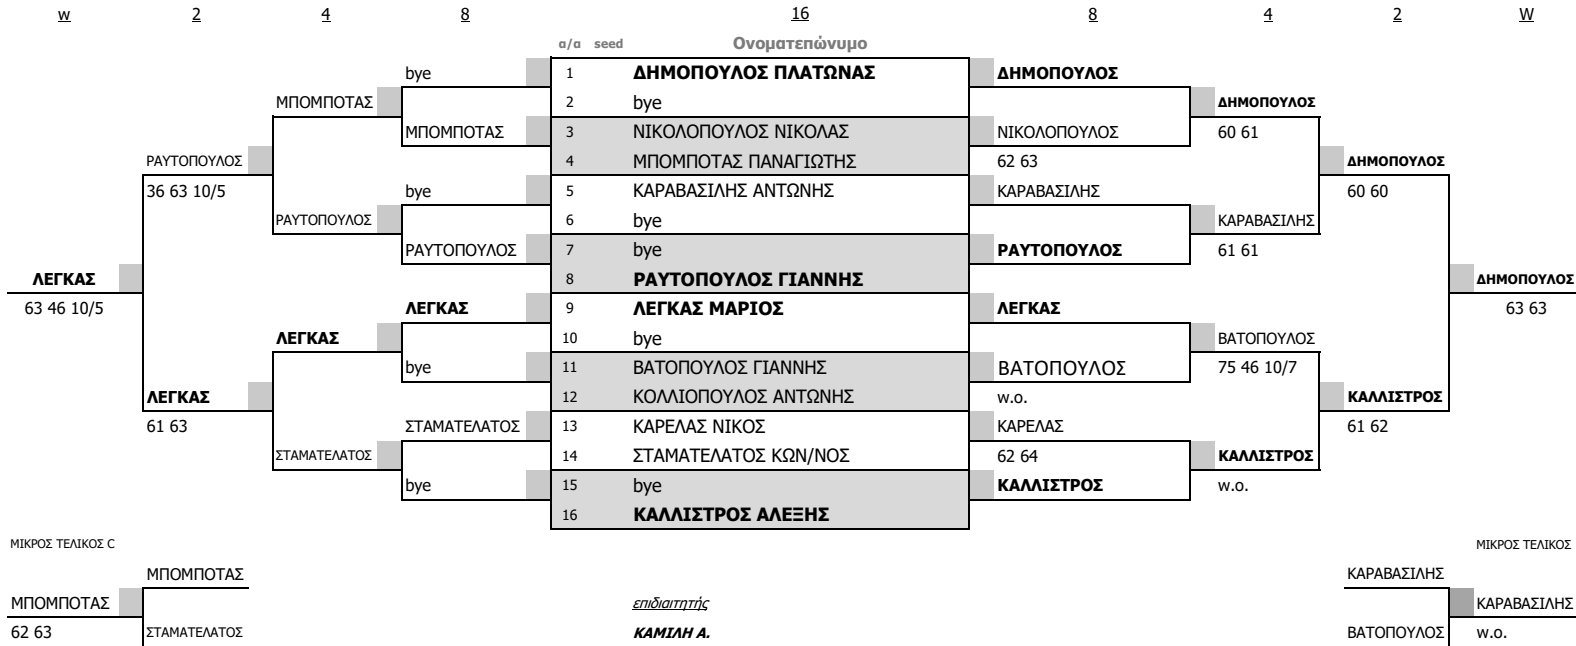 w 2 4 8 16 8 4 2 W
α/α seed Ονοματεπώνυμο
bye 1 ΔΗΜΟΠΟΥΛΟΣ ΠΛΑΤΩΝΑΣ ΔΗΜΟΠΟΥΛΟΣ
ΜΠΟΜΠΟΤΑΣ 2 bye ΔΗΜΟΠΟΥΛΟΣ
ΜΠΟΜΠΟΤΑΣ 3 ΝΙΚΟΛΟΠΟΥΛΟΣ ΝΙΚΟΛΑΣ ΝΙΚΟΛΟΠΟΥΛΟΣ 60 61
ΡΑΥΤΟΠΟΥΛΟΣ 4 ΜΠΟΜΠΟΤΑΣ ΠΑΝΑΓΙΩΤΗΣ 62 63 ΔΗΜΟΠΟΥΛΟΣ
36 63 10/5 bye 5 ΚΑΡΑΒΑΣΙΛΗΣ ΑΝΤΩΝΗΣ ΚΑΡΑΒΑΣΙΛΗΣ 60 60
ΡΑΥΤΟΠΟΥΛΟΣ 6 bye ΚΑΡΑΒΑΣΙΛΗΣ
ΡΑΥΤΟΠΟΥΛΟΣ 7 bye ΡΑΥΤΟΠΟΥΛΟΣ 61 61
ΛΕΓΚΑΣ 8 ΡΑΥΤΟΠΟΥΛΟΣ ΓΙΑΝΝΗΣ ΔΗΜΟΠΟΥΛΟΣ
63 46 10/5 ΛΕΓΚΑΣ 9 ΛΕΓΚΑΣ ΜΑΡΙΟΣ ΛΕΓΚΑΣ 63 63
ΛΕΓΚΑΣ 10 bye ΒΑΤΟΠΟΥΛΟΣ
bye 11 ΒΑΤΟΠΟΥΛΟΣ ΓΙΑΝΝΗΣ ΒΑΤΟΠΟΥΛΟΣ 75 46 10/7
ΛΕΓΚΑΣ 12 ΚΟΛΛΙΟΠΟΥΛΟΣ ΑΝΤΩΝΗΣ w.o. ΚΑΛΛΙΣΤΡΟΣ
61 63 ΣΤΑΜΑΤΕΛΑΤΟΣ 13 ΚΑΡΕΛΑΣ ΝΙΚΟΣ ΚΑΡΕΛΑΣ 61 62
ΣΤΑΜΑΤΕΛΑΤΟΣ 14 ΣΤΑΜΑΤΕΛΑΤΟΣ ΚΩΝ/ΝΟΣ 62 64 ΚΑΛΛΙΣΤΡΟΣ
bye 15 bye ΚΑΛΛΙΣΤΡΟΣ w.o.
16 ΚΑΛΛΙΣΤΡΟΣ ΑΛΕΞΗΣ
ΜΙΚΡΟΣ ΤΕΛΙΚΟΣ C ΜΙΚΡΟΣ ΤΕΛΙΚΟΣ
ΜΠΟΜΠΟΤΑΣ ΚΑΡΑΒΑΣΙΛΗΣ
ΜΠΟΜΠΟΤΑΣ επιδιαιτητής ΚΑΡΑΒΑΣΙΛΗΣ
62 63 ΣΤΑΜΑΤΕΛΑΤΟΣ ΚΑΜΙΛΗ Α. ΒΑΤΟΠΟΥΛΟΣ w.o.